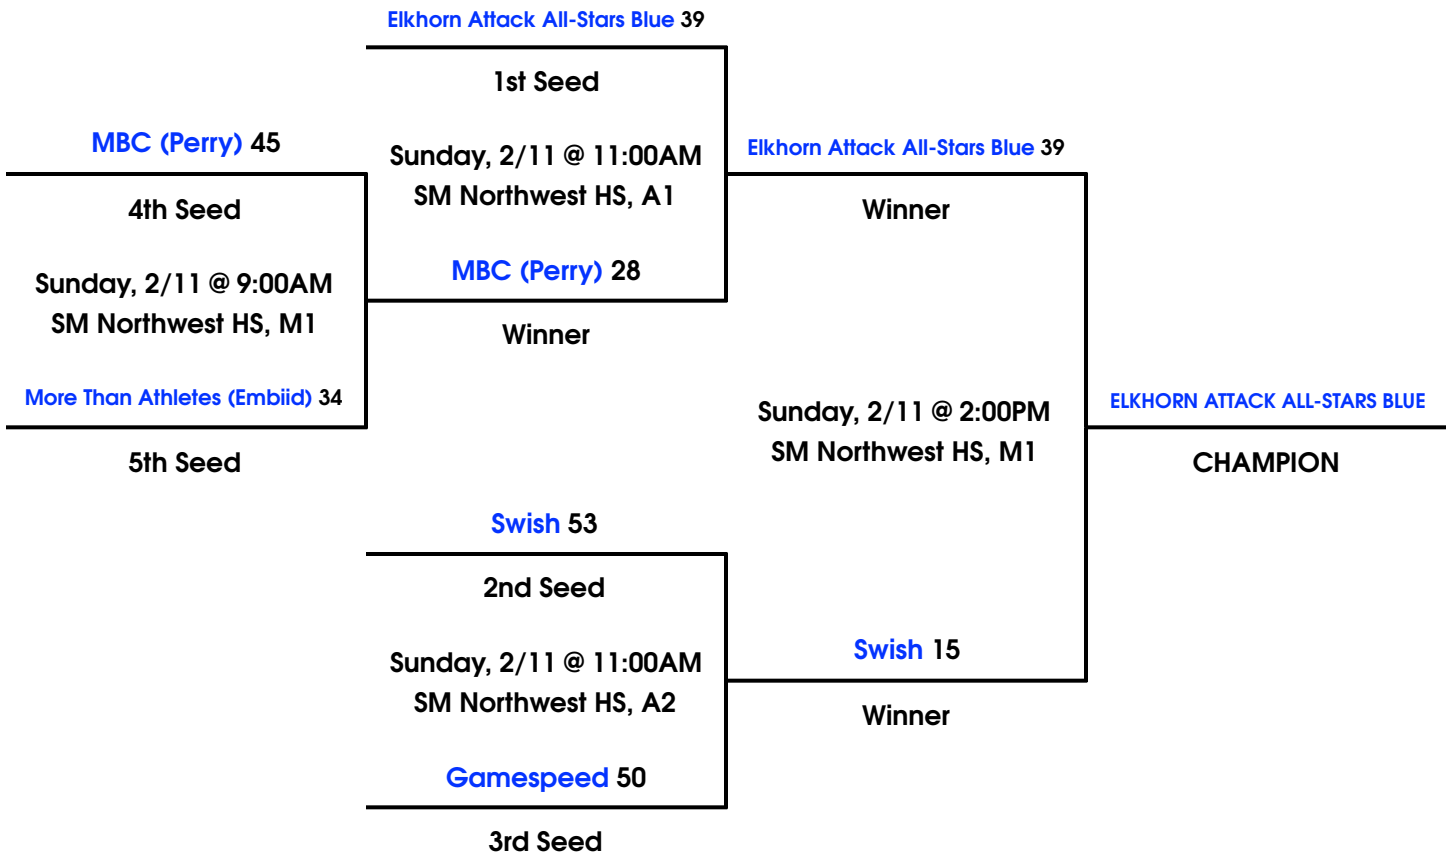 Elkhorn Attack All-Stars Blue 39
1st Seed
MBC (Perry) 45
Sunday, 2/11 @ 11:00AM
SM Northwest HS, A1
Elkhorn Attack All-Stars Blue 39
4th Seed
Winner
Sunday, 2/11 @ 9:00AM
SM Northwest HS, M1
MBC (Perry) 28
Winner
More Than Athletes (Embiid) 34
5th Seed
Sunday, 2/11 @ 2:00PM
SM Northwest HS, M1
ELKHORN ATTACK ALL-STARS BLUE
CHAMPION
Swish 53
2nd Seed
Sunday, 2/11 @ 11:00AM
SM Northwest HS, A2
Swish 15
Winner
Gamespeed 50
3rd Seed